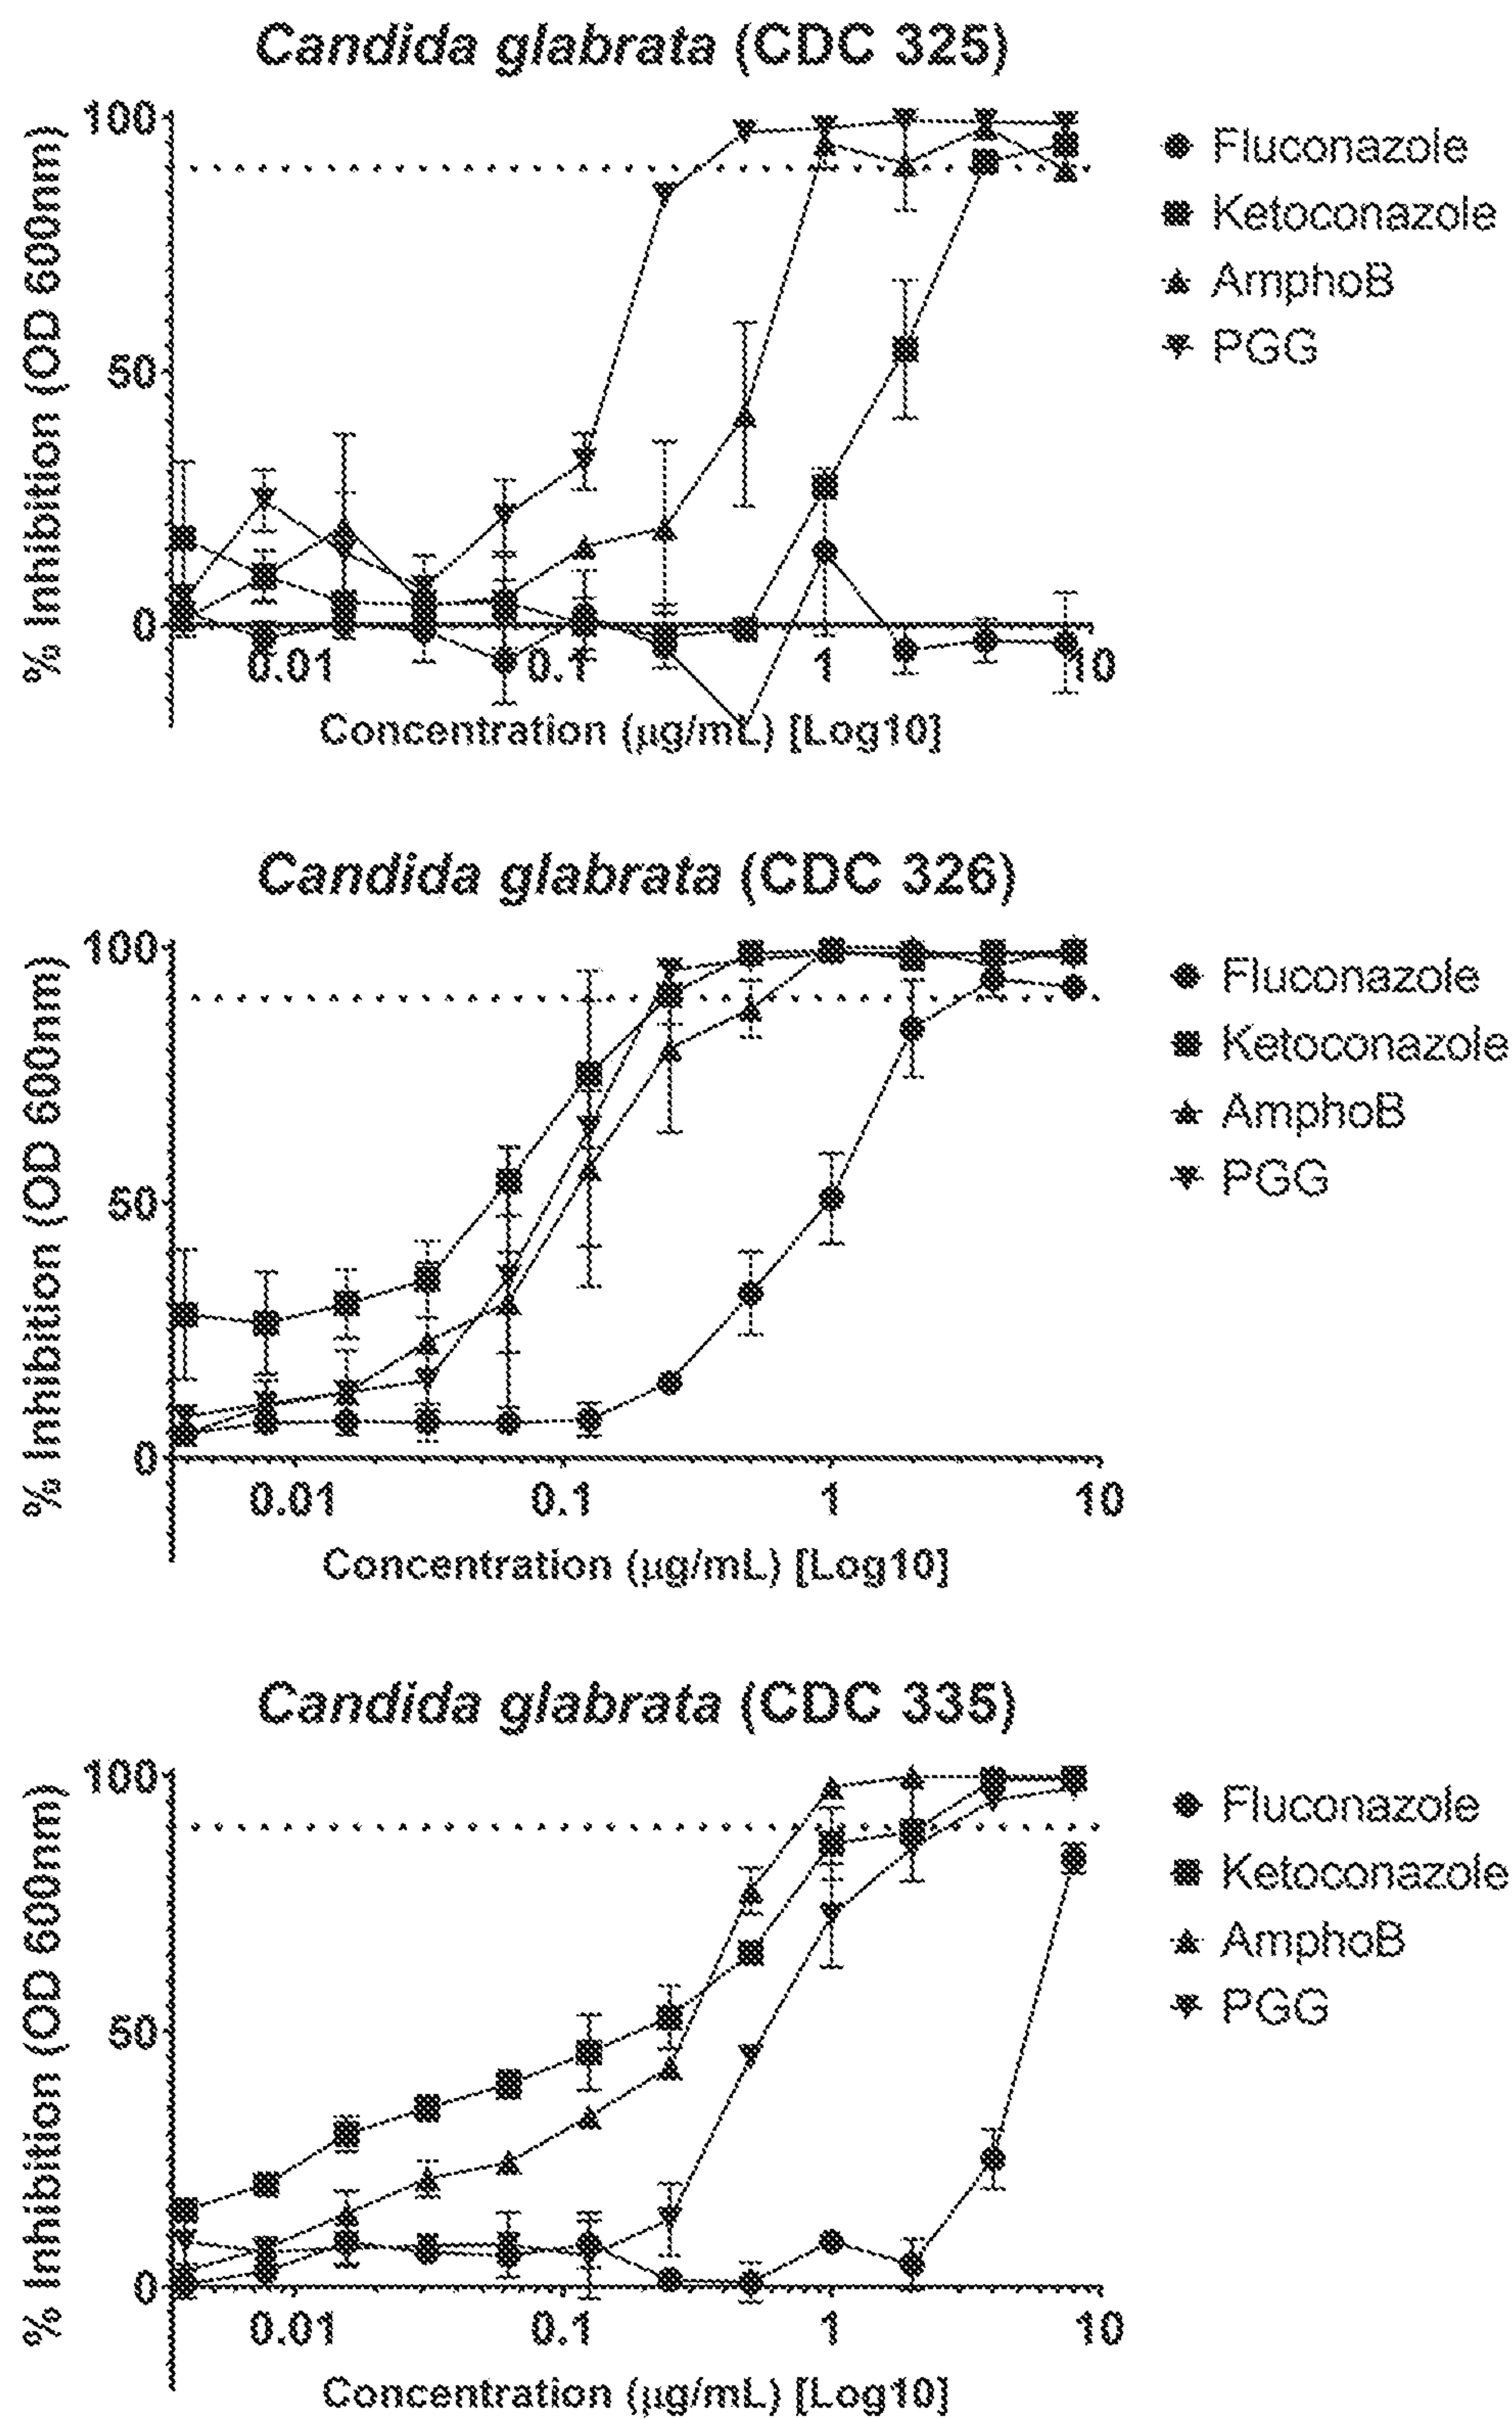 Candida glabrata (CDC 325)
% Inhibition (OD 600nm)
100
50
0
0.01
0.1
1
10
Concentration (µg/mL) [Log10]
Fluconazole
Ketoconazole
AmphoB
PGG
Candida glabrata (CDC 326)
% Inhibition (OD 600nm)
100
50
0
0.01
0.1
1
10
Concentration (µg/mL) [Log10]
Fluconazole
Ketoconazole
AmphoB
PGG
Candida glabrata (CDC 335)
% Inhibition (OD 600nm)
100
50
0
0.01
0.1
1
10
Concentration (µg/mL) [Log10]
Fluconazole
Ketoconazole
AmphoB
PGG